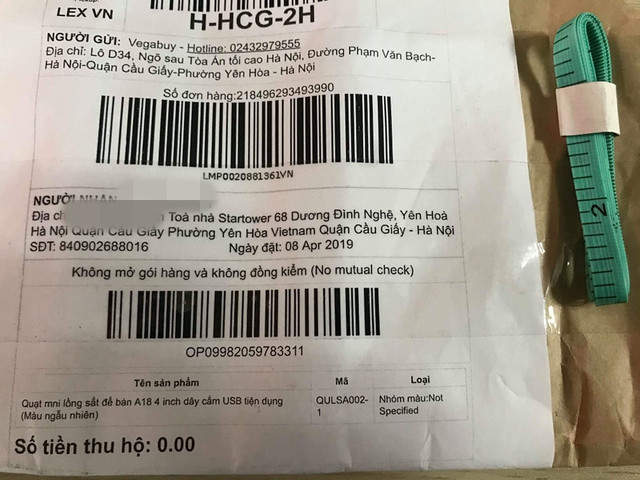 LEX VN
H-HCG-2H
NGƯỜI GỬI: Vegabuy - Hotline: 02432979555
Địa chỉ: Lô D34, Ngõ sau Tòa Án tối cao Hà Nội, Đường Phạm Văn Bạch-
Hà Nội-Quận Cầu Giấy-Phường Yên Hòa - Hà Nội
Số đơn hàng:218496293493990
LMP0020881361VN
NGƯỜI NHẬN
Địa Toà nhà Startower 68 Dương Đình Nghệ, Yên Hoà
Hà Nội Quận Cầu Giấy Phường Yên Hòa Vietnam Quận Cầu Giấy - Hà Nội
SĐT: 840902688016 Ngày đặt: 08 Apr 2019
Không mở gói hàng và không đồng kiểm (No mutual check)
OP09982059783311
Tên sản phẩm Mã Loại
Quạt mni lồng sắt để bàn A18 4 inch dây cắm USB tiện dụng QULSA002- Nhóm màu:Not
(Màu ngẫu nhiên) 1 Specified
Số tiền thu hộ: 0.00
2